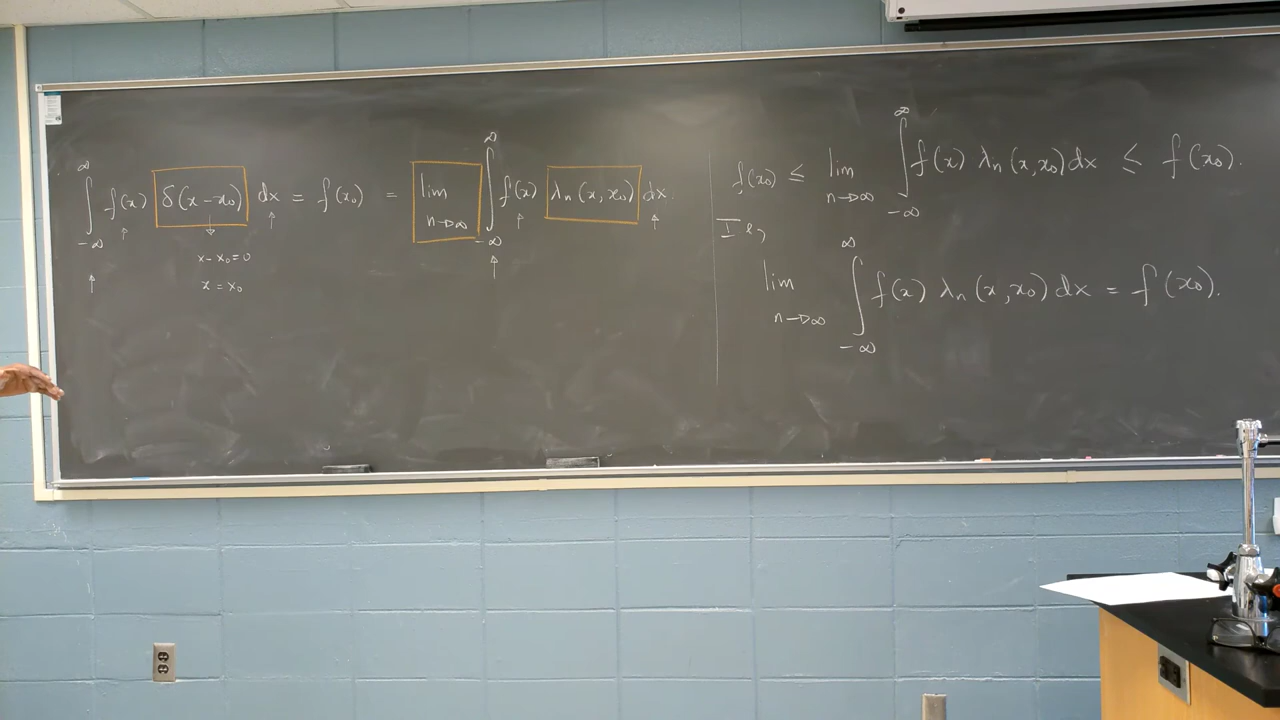 ∫_{-∞}^{∞} f(x) δ(x-x₀) dx = f(x₀) = lim_{n→∞} ∫_{-∞}^{∞} f(x) λₙ(x,x₀) dx.
x-x₀=0
x=x₀
f(x₀) ≤ lim_{n→∞} ∫_{-∞}^{∞} f(x) λₙ(x,x₀)dx ≤ f(x₀).
Ie,
lim_{n→∞} ∫_{-∞}^{∞} f(x) λₙ(x,x₀)dx = f(x₀).